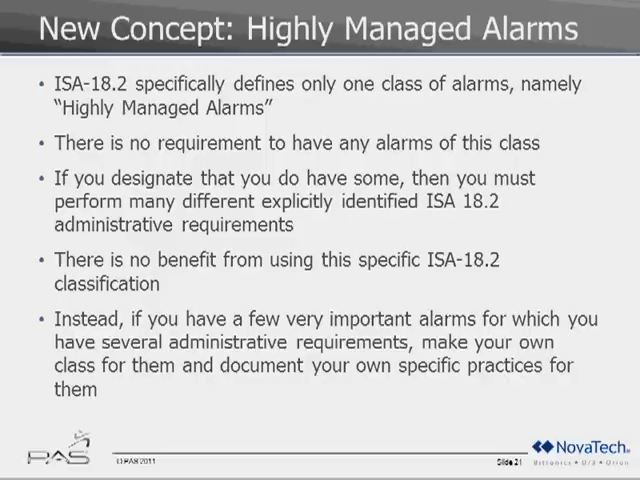 New Concept: Highly Managed Alarms
• ISA-18.2 specifically defines only one class of alarms, namely
“Highly Managed Alarms”
• There is no requirement to have any alarms of this class
• If you designate that you do have some, then you must
perform many different explicitly identified ISA 18.2
administrative requirements
• There is no benefit from using this specific ISA-18.2
classification
• Instead, if you have a few very important alarms for which you
have several administrative requirements, make your own
class for them and document your own specific practices for
them
PAS
© PAS 2011
Slide 21
NovaTech®
Bitronics • D/3 • Orion